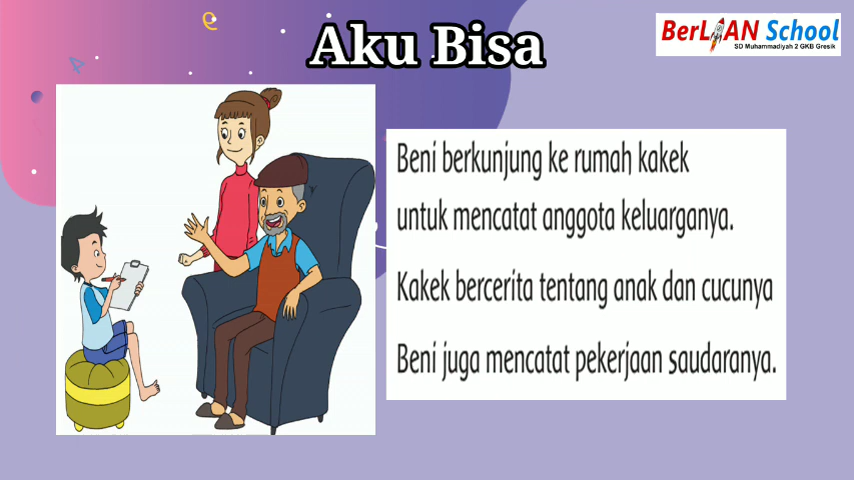 Aku Bisa
BerLIAN School
SD Muhammadiyah 2 GKB Gresik
Beni berkunjung ke rumah kakek
untuk mencatat anggota keluarganya.
Kakek bercerita tentang anak dan cucunya
Beni juga mencatat pekerjaan saudaranya.